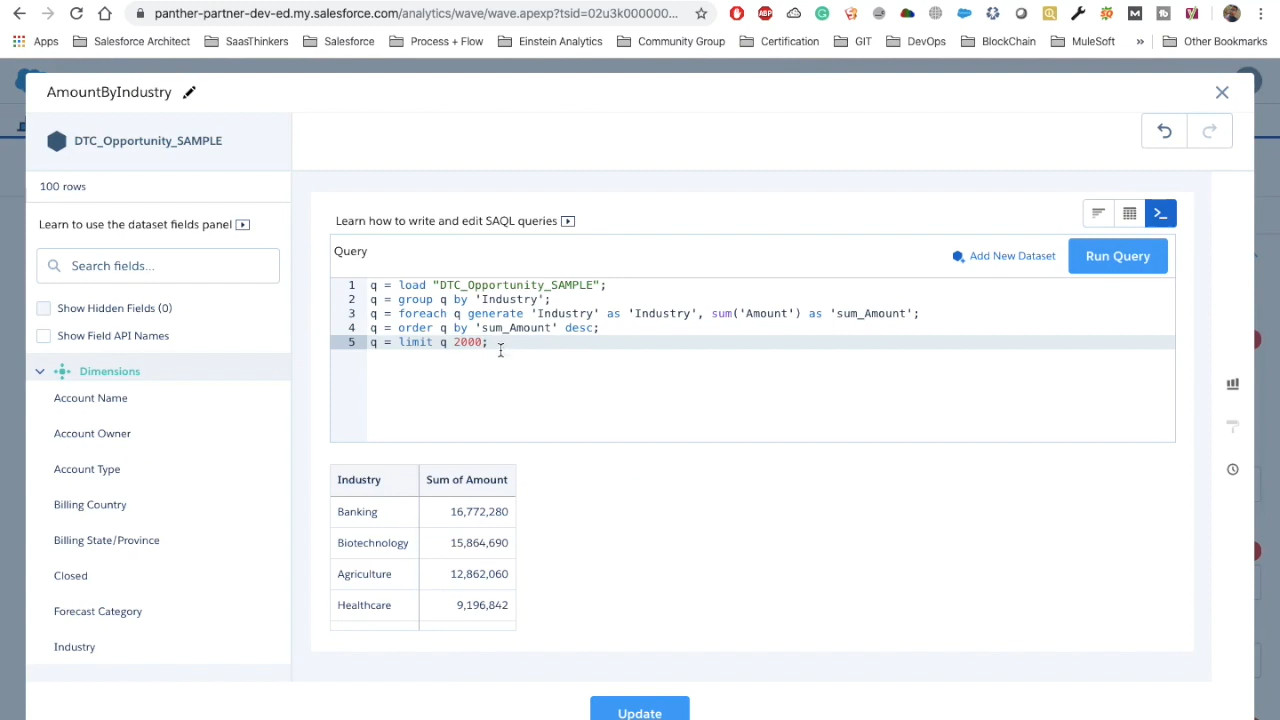 panther-partner-dev-ed.my.salesforce.com/analytics/wave/wave.apexp?tsid=02u3k000000...
Apps Salesforce Architect SaasThinkers Salesforce Process + Flow Einstein Analytics Community Group Certification GIT DevOps BlockChain MuleSoft » Other Bookmarks
AmountByIndustry
DTC_Opportunity_SAMPLE
100 rows
Learn to use the dataset fields panel
Search fields...
Show Hidden Fields (0)
Show Field API Names
Dimensions
Account Name
Account Owner
Account Type
Billing Country
Billing State/Province
Closed
Forecast Category
Industry
Learn how to write and edit SAQL queries
Query
Add New Dataset
Run Query
1 q = load "DTC_Opportunity_SAMPLE";
2 q = group q by 'Industry';
3 q = foreach q generate 'Industry' as 'Industry', sum('Amount') as 'sum_Amount';
4 q = order q by 'sum_Amount' desc;
5 q = limit q 2000;
Industry Sum of Amount
Banking 16,772,280
Biotechnology 15,864,690
Agriculture 12,862,060
Healthcare 9,196,842
Update